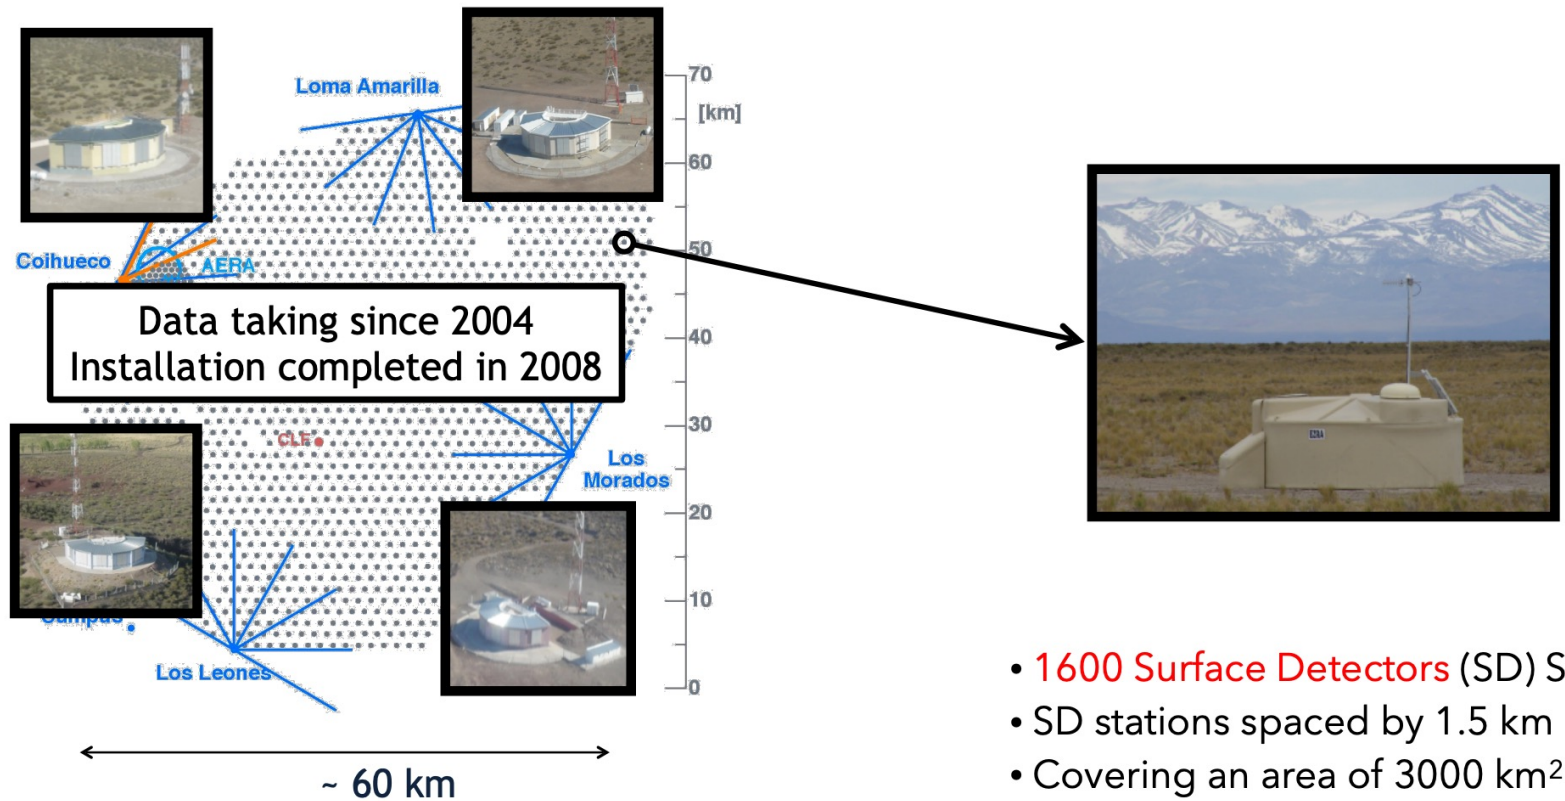 Loma Amarilla
70
[km]
60
50
Coihueco
AERA
Data taking since 2004
Installation completed in 2008
40
30
CLF
Los
Morados
20
10
Los Leones
0
~ 60 km
• 1600 Surface Detectors (SD) S
• SD stations spaced by 1.5 km
• Covering an area of 3000 km²